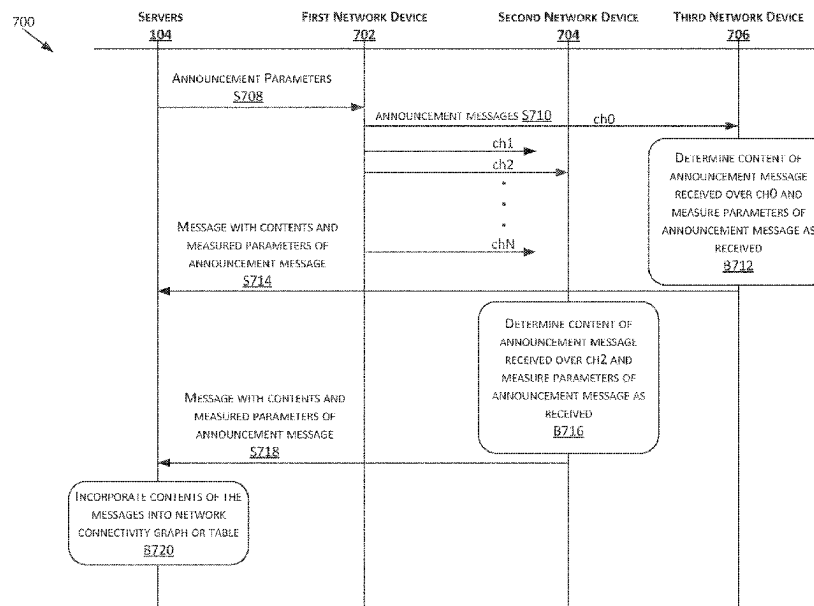 700
SERVERS
104
FIRST NETWORK DEVICE
702
SECOND NETWORK DEVICE
704
THIRD NETWORK DEVICE
706
ANNOUNCEMENT PARAMETERS
S708
ANNOUNCEMENT MESSAGES S710
ch0
ch1
ch2
chN
DETERMINE CONTENT OF
ANNOUNCEMENT MESSAGE
RECEIVED OVER CH0 AND
MEASURE PARAMETERS OF
ANNOUNCEMENT MESSAGE AS
RECEIVED
B712
MESSAGE WITH CONTENTS AND
MEASURED PARAMETERS OF
ANNOUNCEMENT MESSAGE
S714
DETERMINE CONTENT OF
ANNOUNCEMENT MESSAGE
RECEIVED OVER CH2 AND
MEASURE PARAMETERS OF
ANNOUNCEMENT MESSAGE AS
RECEIVED
B716
MESSAGE WITH CONTENTS AND
MEASURED PARAMETERS OF
ANNOUNCEMENT MESSAGE
S718
INCORPORATE CONTENTS OF THE
MESSAGES INTO NETWORK
CONNECTIVITY GRAPH OR TABLE
B720